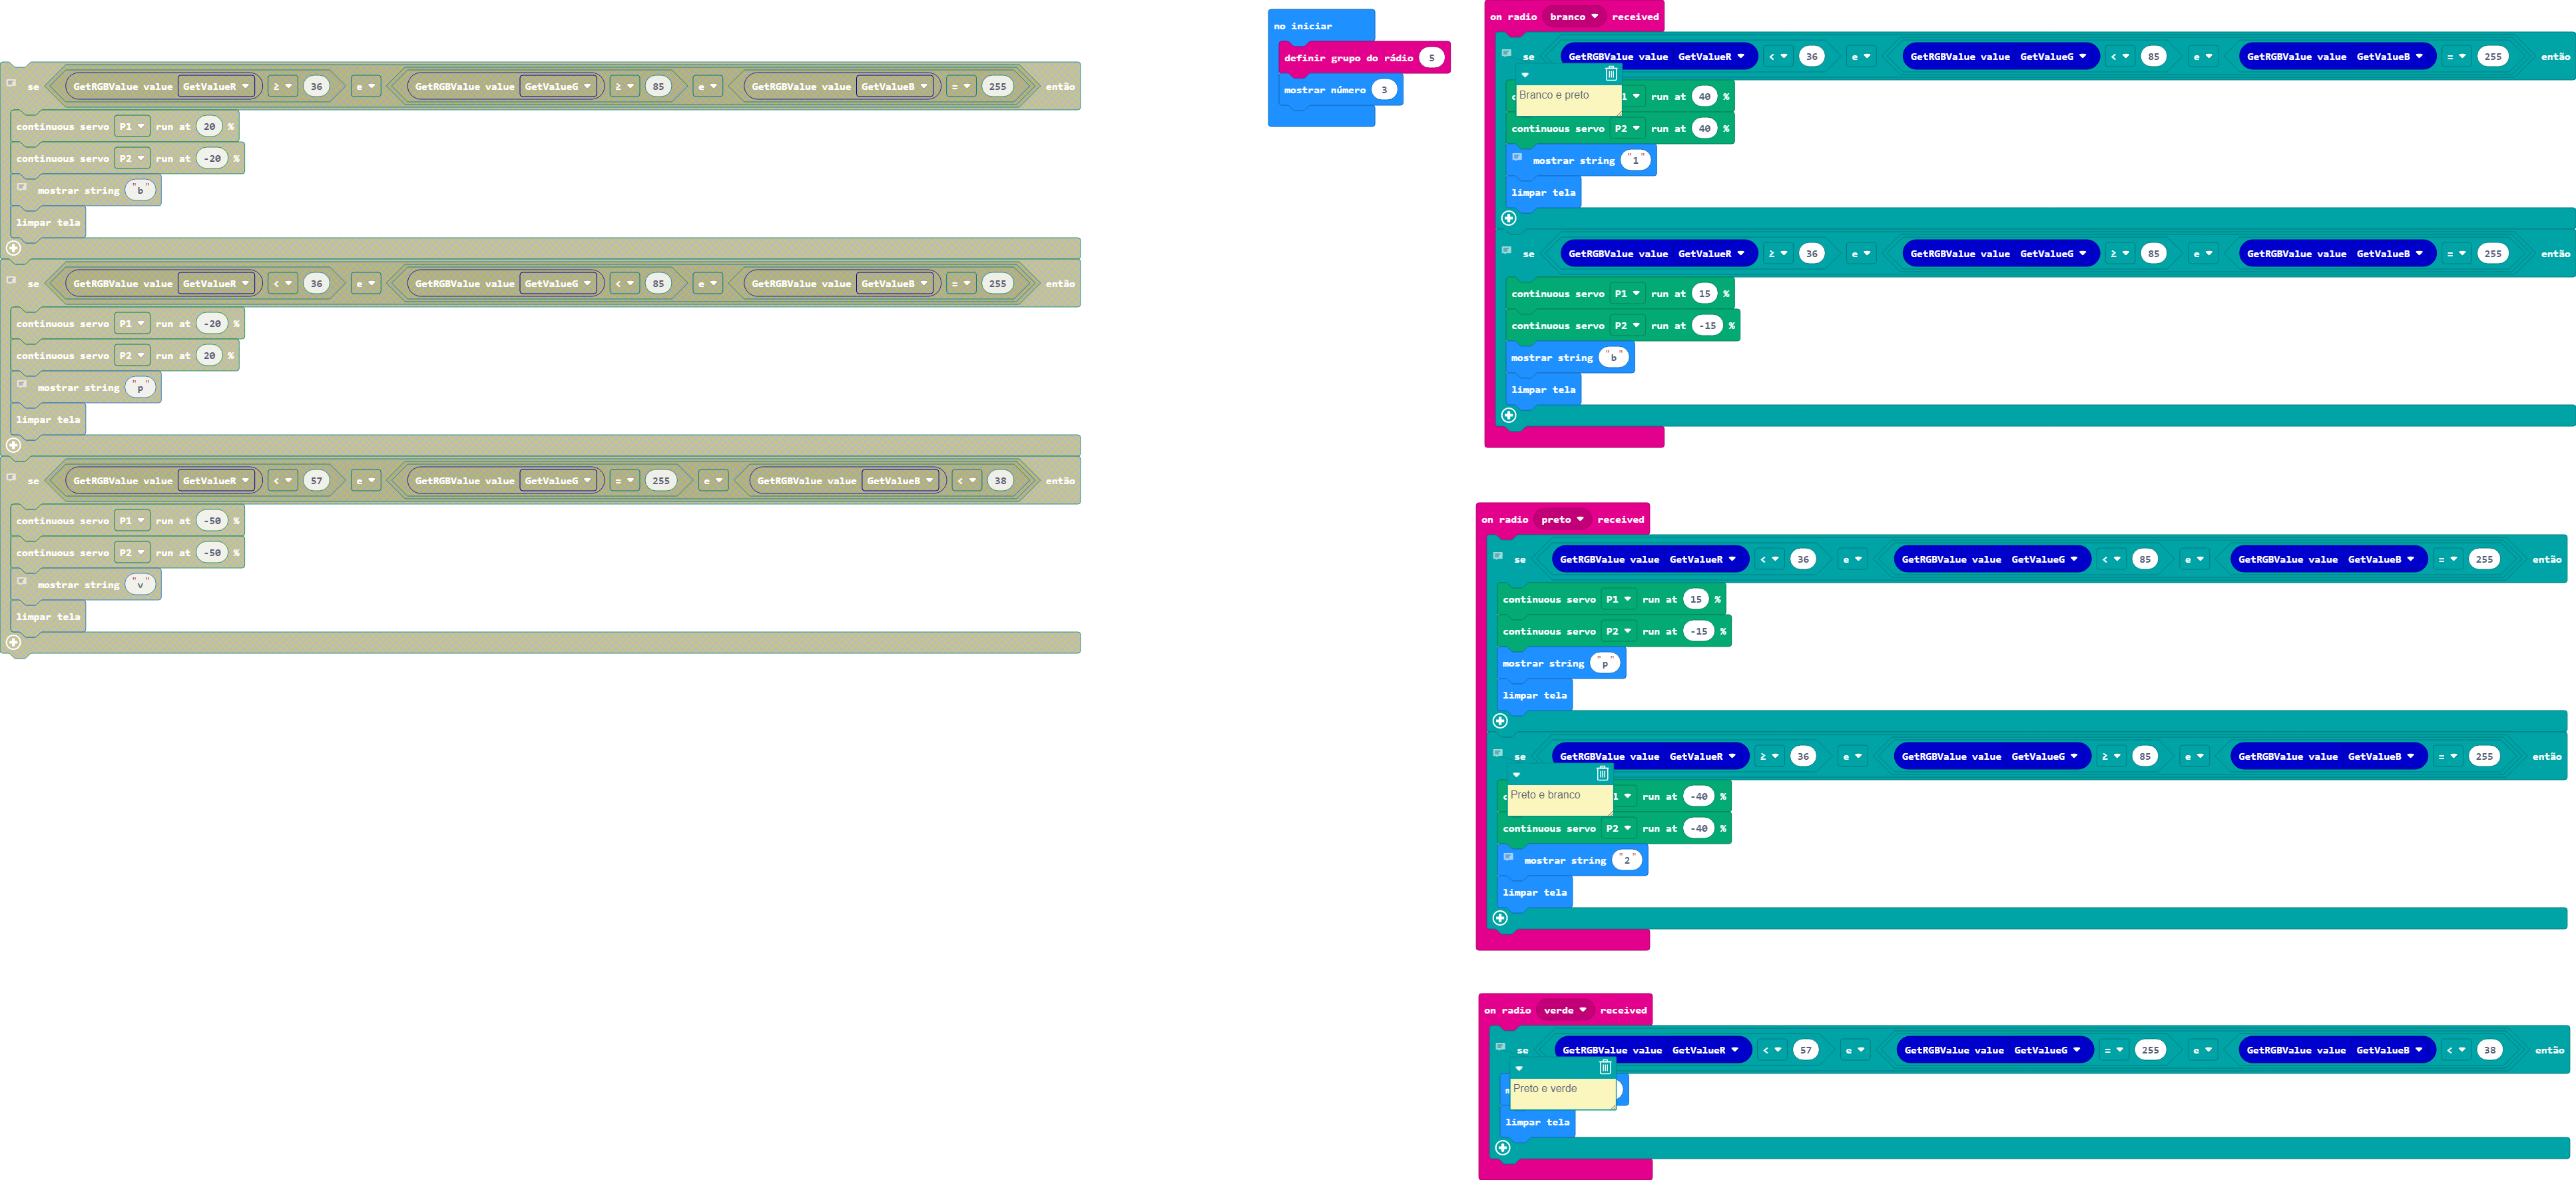 se GetRGBValue value GetValueR ≥ 36 e GetRGBValue value GetValueG ≥ 85 e GetRGBValue value GetValueB = 255 então
continuous servo P1 run at 20 %
continuous servo P2 run at -20 %
mostrar string "b"
limpar tela
se GetRGBValue value GetValueR < 36 e GetRGBValue value GetValueG < 85 e GetRGBValue value GetValueB = 255 então
continuous servo P1 run at -20 %
continuous servo P2 run at 20 %
mostrar string "p"
limpar tela
se GetRGBValue value GetValueR < 57 e GetRGBValue value GetValueG = 255 e GetRGBValue value GetValueB < 38 então
continuous servo P1 run at -50 %
continuous servo P2 run at -50 %
mostrar string "v"
limpar tela
no iniciar
definir grupo do rádio 5
mostrar número 3
on radio branco received
se GetRGBValue value GetValueR < 36 e GetRGBValue value GetValueG < 85 e GetRGBValue value GetValueB = 255 então
Branco e preto
1 run at 40 %
continuous servo P2 run at 40 %
mostrar string "1"
limpar tela
se GetRGBValue value GetValueR ≥ 36 e GetRGBValue value GetValueG ≥ 85 e GetRGBValue value GetValueB = 255 então
continuous servo P1 run at 15 %
continuous servo P2 run at -15 %
mostrar string "b"
limpar tela
on radio preto received
se GetRGBValue value GetValueR < 36 e GetRGBValue value GetValueG < 85 e GetRGBValue value GetValueB = 255 então
continuous servo P1 run at 15 %
continuous servo P2 run at -15 %
mostrar string "p"
limpar tela
se GetRGBValue value GetValueR ≥ 36 e GetRGBValue value GetValueG ≥ 85 e GetRGBValue value GetValueB = 255 então
Preto e branco
1 run at -40 %
continuous servo P2 run at -40 %
mostrar string "2"
limpar tela
on radio verde received
se GetRGBValue value GetValueR < 57 e GetRGBValue value GetValueG = 255 e GetRGBValue value GetValueB < 38 então
Preto e verde
limpar tela